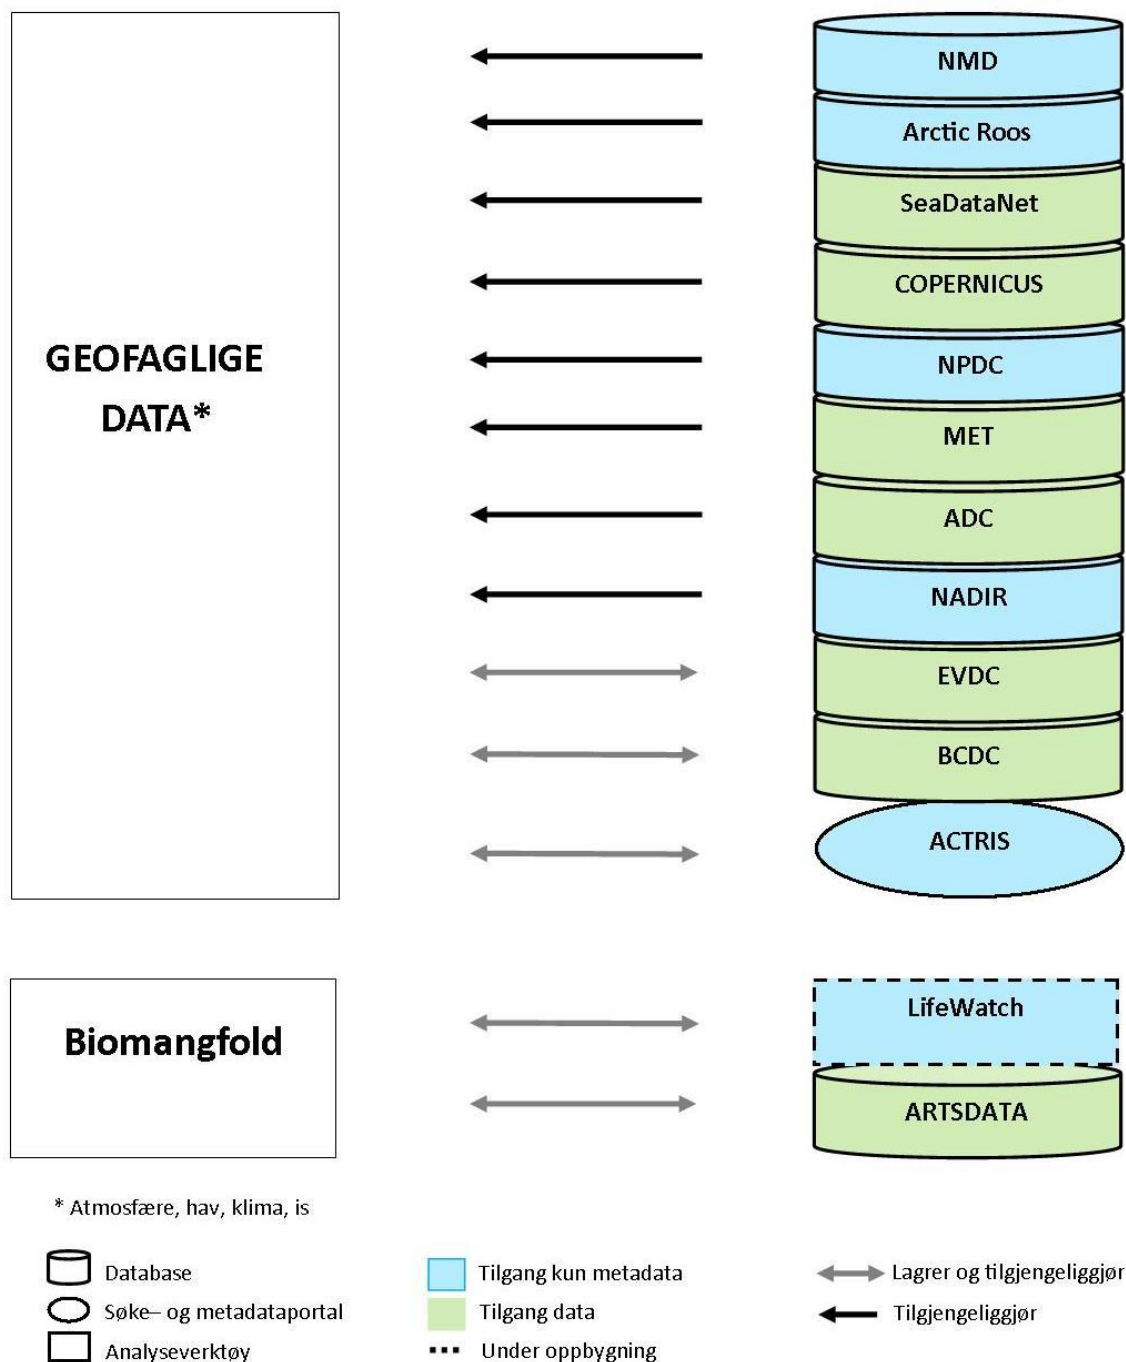 NMD
Arctic Roos
SeaDataNet
COPERNICUS
GEOFAGLIGE
DATA*
NPDC
MET
ADC
NADIR
EVDC
BCDC
ACTRIS
Biomangfold
LifeWatch
ARTSDATA
* Atmosfære, hav, klima, is
Database
Søke– og metadataportal
Analyseverktøy
Tilgang kun metadata
Tilgang data
Under oppbygning
Lagrer og tilgjengeliggjør
Tilgjengeliggjør